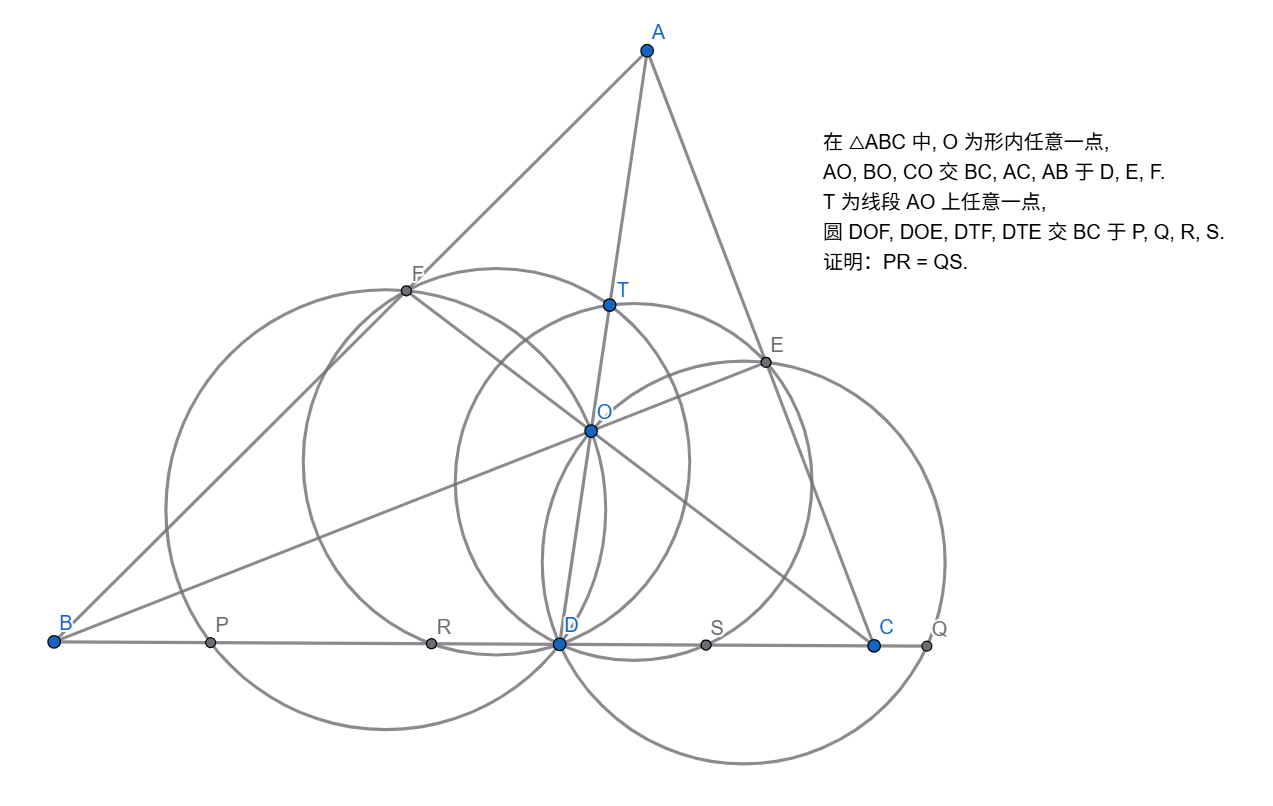 A
在 △ABC 中, O 为形内任意一点,
AO, BO, CO 交 BC, AC, AB 于 D, E, F.
T 为线段 AO 上任意一点,
圆 DOF, DOE, DTF, DTE 交 BC 于 P, Q, R, S.
证明：PR = QS.
F
T
E
O
B
P
R
D
S
C
Q